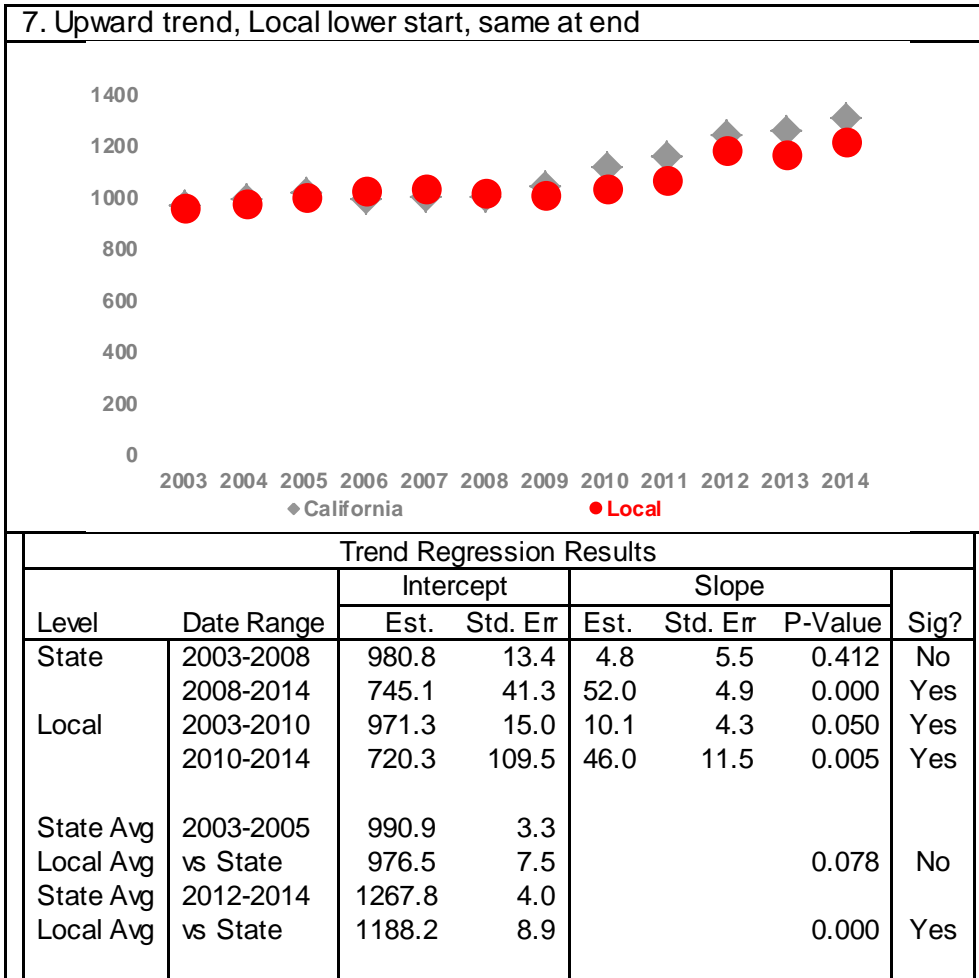 7. Upward trend, Local lower start, same at end
1400
1200
1000
800
600
400
200
0
2003 2004 2005 2006 2007 2008 2009 2010 2011 2012 2013 2014
California Local
Trend Regression Results
Intercept Slope
Level Date Range Est. Std. Err Est. Std. Err P-Value Sig?
State 2003-2008 980.8 13.4 4.8 5.5 0.412 No
2008-2014 745.1 41.3 52.0 4.9 0.000 Yes
Local 2003-2010 971.3 15.0 10.1 4.3 0.050 Yes
2010-2014 720.3 109.5 46.0 11.5 0.005 Yes
State Avg 2003-2005 990.9 3.3
Local Avg vs State 976.5 7.5 0.078 No
State Avg 2012-2014 1267.8 4.0
Local Avg vs State 1188.2 8.9 0.000 Yes